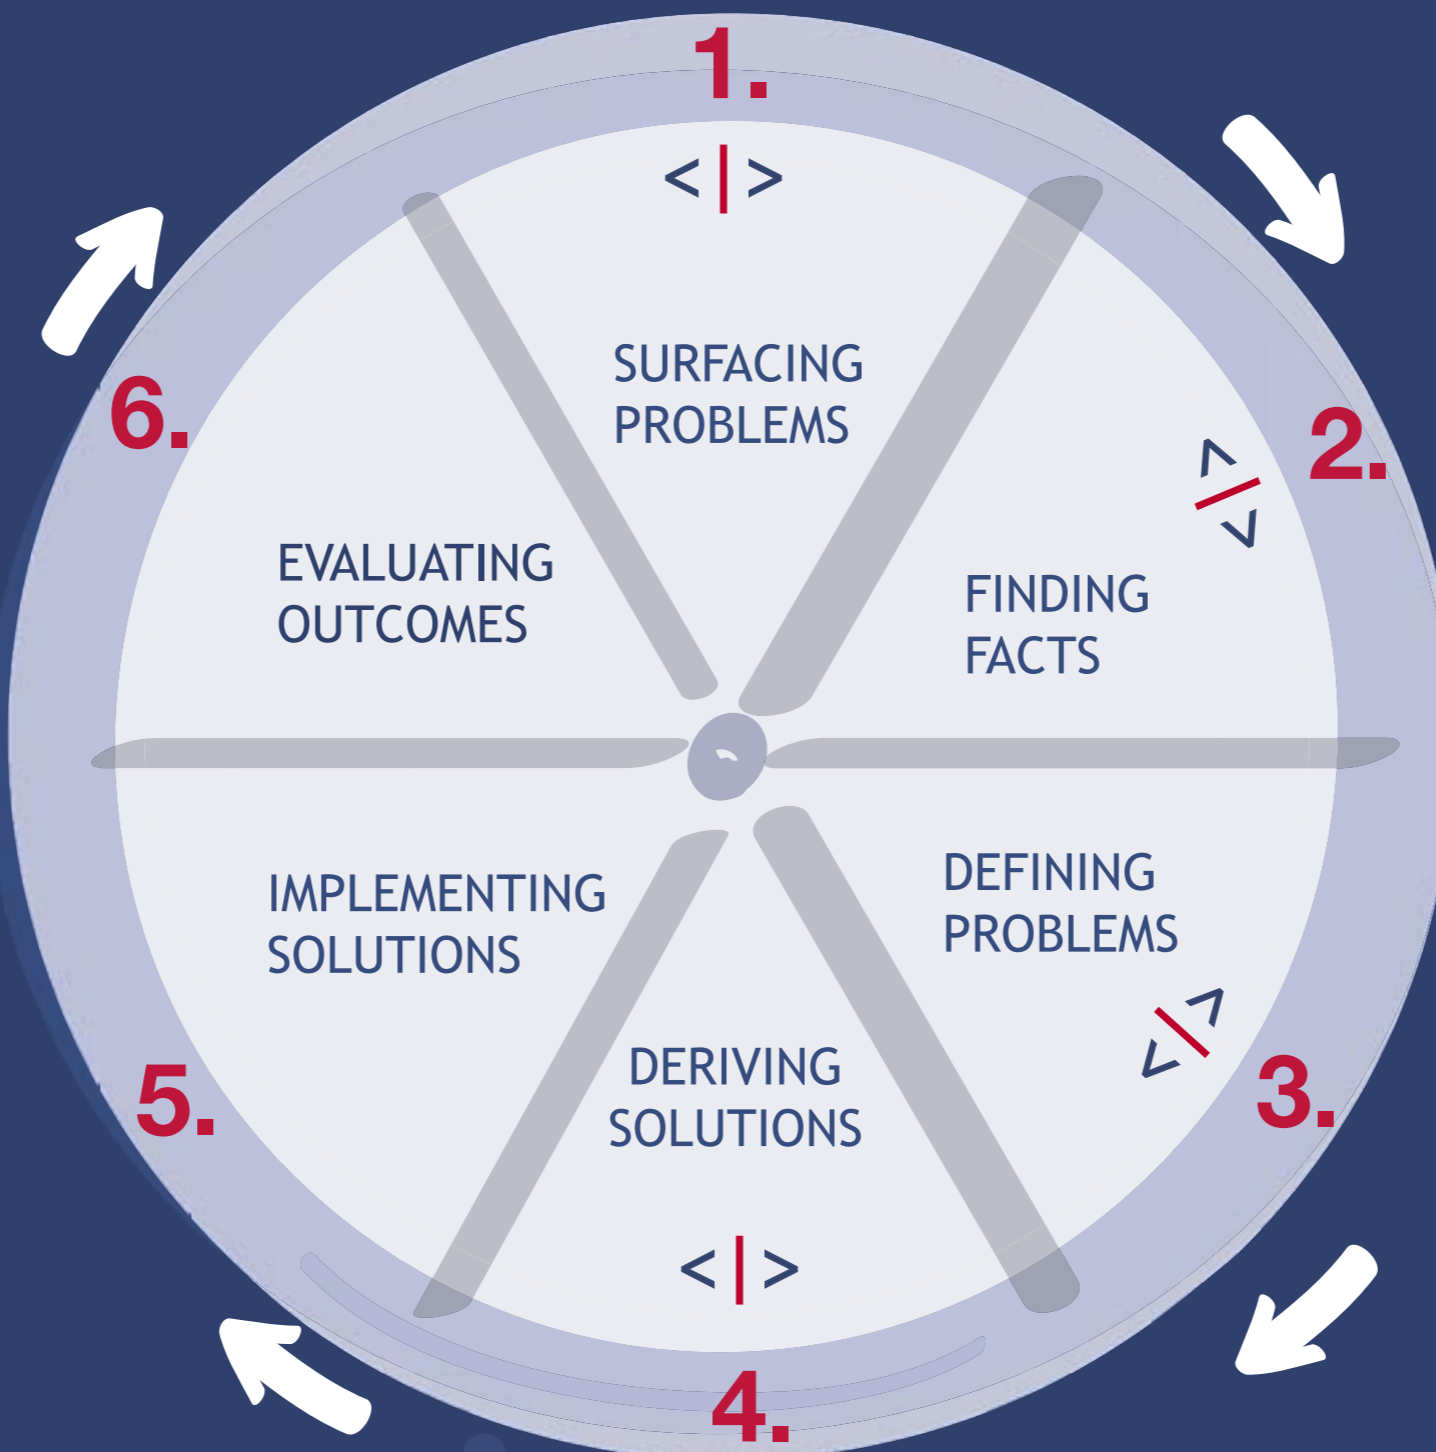 1.
<|>
SURFACING
PROBLEMS
2.
<|>
FINDING
FACTS
3.
<|>
DEFINING
PROBLEMS
4.
<|>
DERIVING
SOLUTIONS
5.
IMPLEMENTING
SOLUTIONS
6.
EVALUATING
OUTCOMES